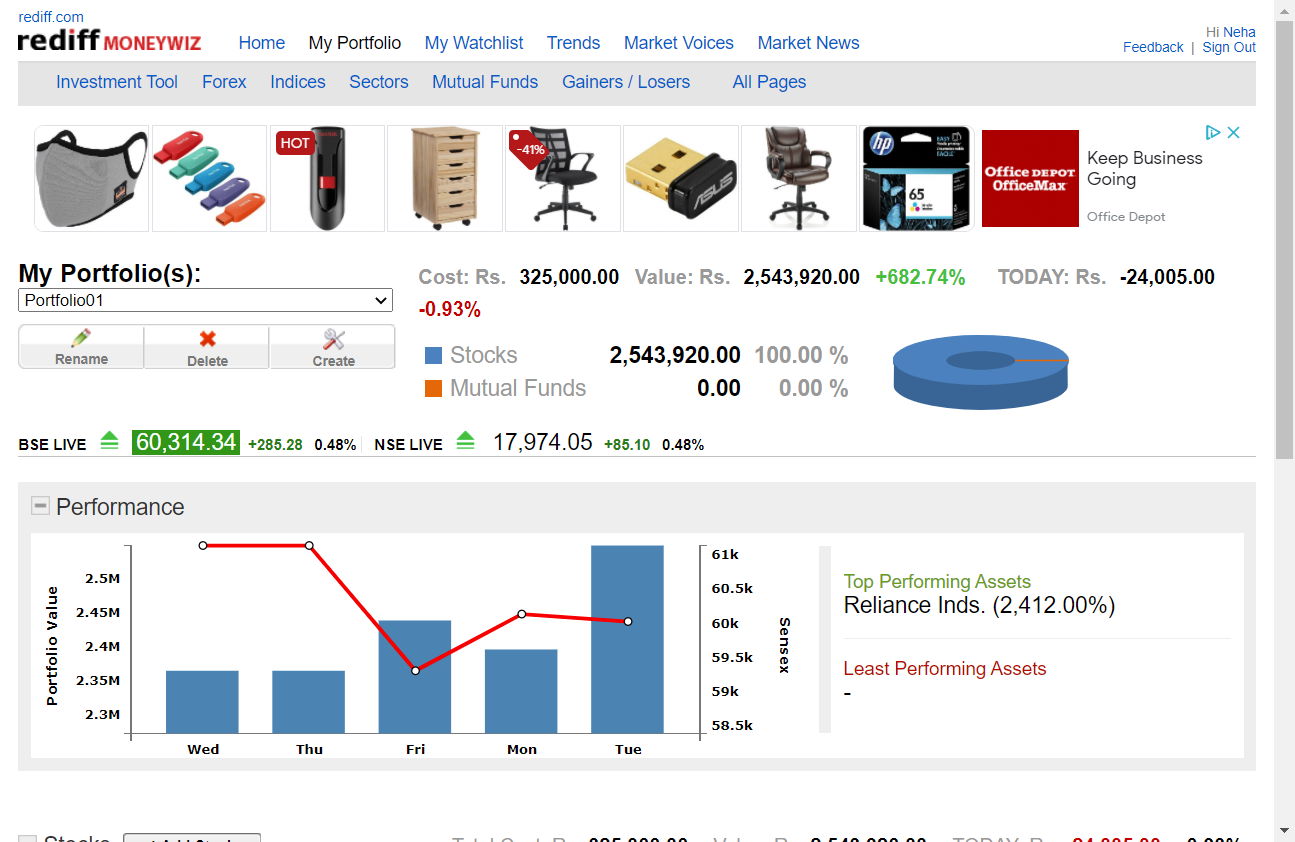 rediff.com
rediff MONEYWIZ
Home My Portfolio My Watchlist Trends Market Voices Market News
Hi Neha
Feedback | Sign Out
Investment Tool Forex Indices Sectors Mutual Funds Gainers / Losers All Pages
HOT
-41%
ASUS
hp
65
Office DEPOT
OfficeMax
Keep Business
Going
Office Depot
My Portfolio(s):
Portfolio01
Rename Delete Create
Cost: Rs. 325,000.00 Value: Rs. 2,543,920.00 +682.74% TODAY: Rs. -24,005.00
-0.93%
Stocks 2,543,920.00 100.00 %
Mutual Funds 0.00 0.00 %
BSE LIVE 60,314.34 +285.28 0.48% NSE LIVE 17,974.05 +85.10 0.48%
Performance
Portfolio Value
2.5M
2.45M
2.4M
2.35M
2.3M
Wed Thu Fri Mon Tue
61k
60.5k
60k
59.5k
59k
58.5k
Sensex
Top Performing Assets
Reliance Inds. (2,412.00%)
Least Performing Assets
-